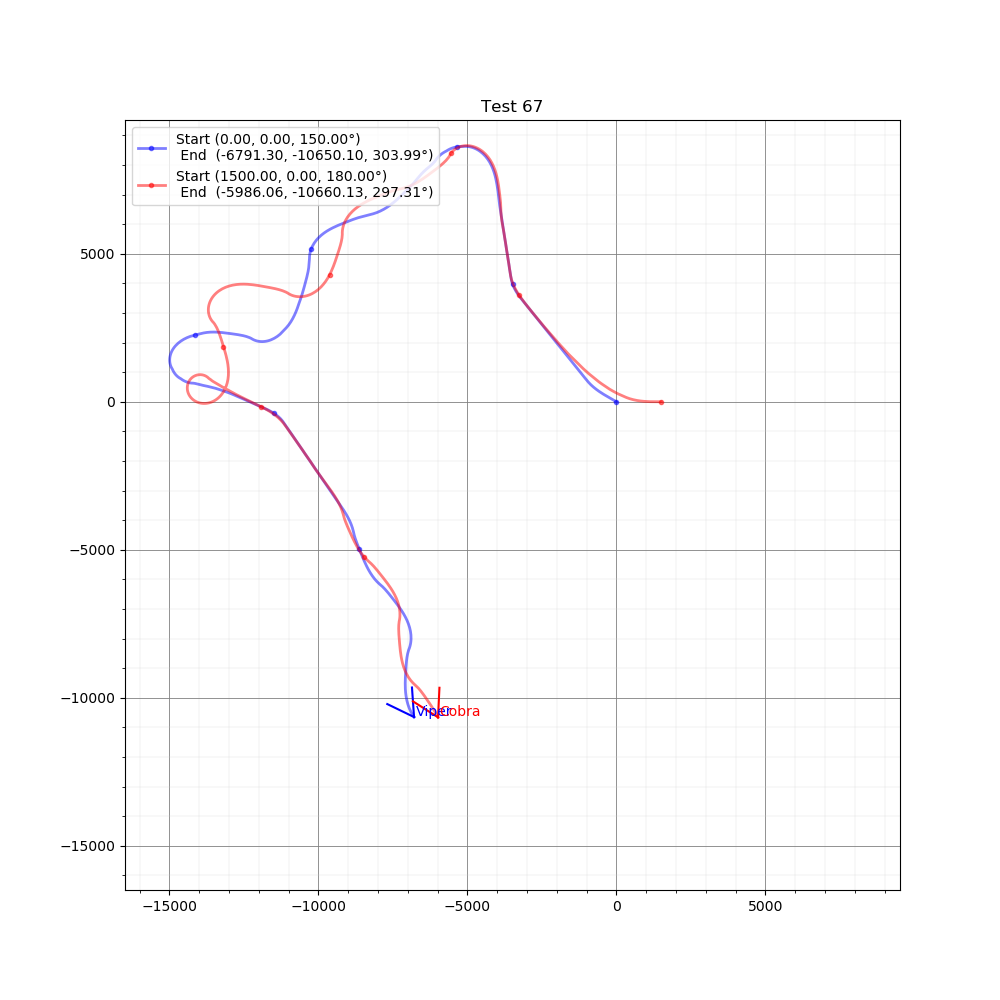 Test 67
Start (0.00, 0.00, 150.00°)
End  (-6791.30, -10650.10, 303.99°)
Start (1500.00, 0.00, 180.00°)
End  (-5986.06, -10660.13, 297.31°)
5000
0
−5000
−10000
−15000
Viper
Cobra
−15000
−10000
−5000
0
5000